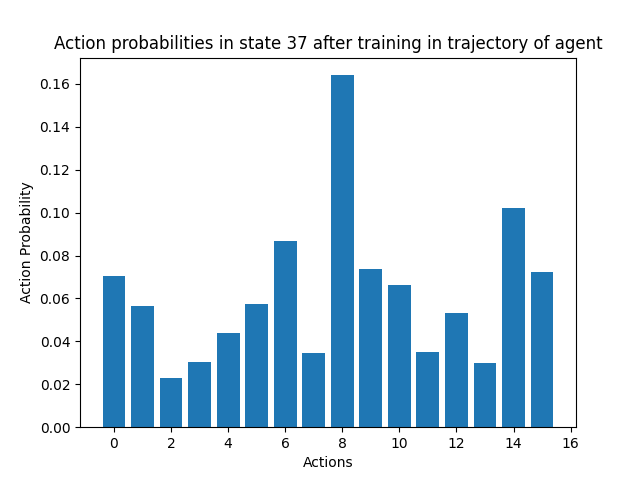 Action probabilities in state 37 after training in trajectory of agent
0.16
0.14
0.12
0.10
0.08
0.06
0.04
0.02
0.00
Action Probability
0 2 4 6 8 10 12 14 16
Actions